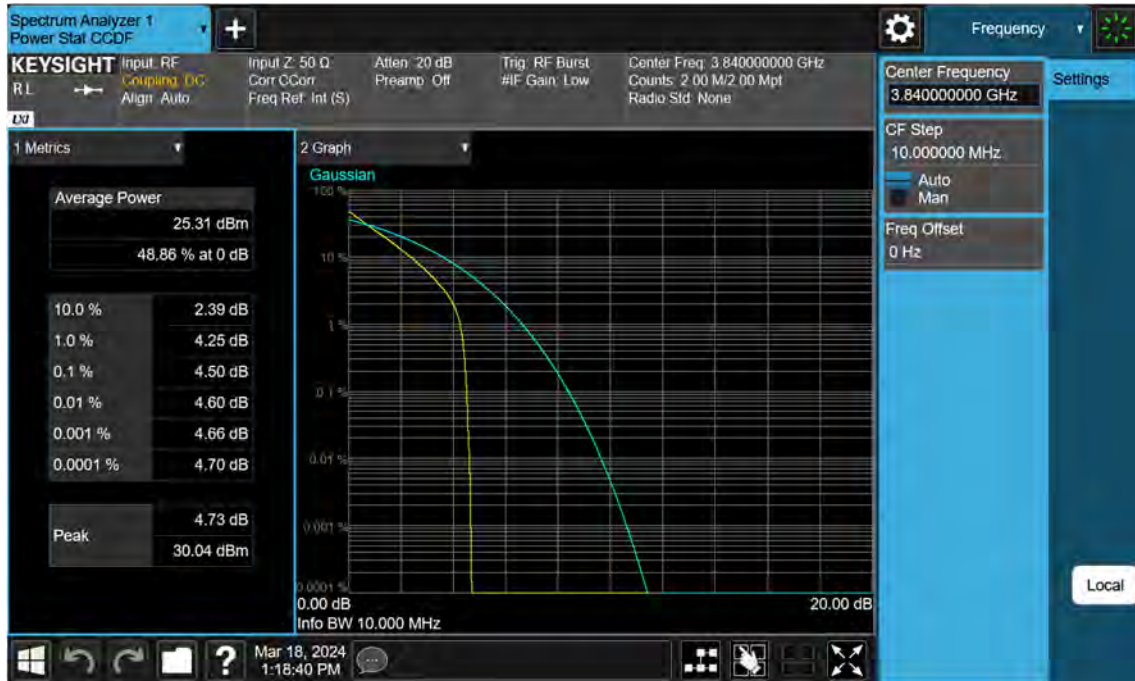 Spectrum Analyzer 1
Power Stat CCDF
Frequency
KEYSIGHT
RL
LXI
Input: RF
Coupling: DC
Align: Auto
Input Z: 50 Ω
Corr CCorr
Freq Ref: Int (S)
Atten: 20 dB
Preamp: Off
Trig: RF Burst
#IF Gain: Low
Center Freq: 3.840000000 GHz
Counts: 2.00 M/2.00 Mpt
Radio Std: None
Center Frequency
3.840000000 GHz
Settings
CF Step
10.000000 MHz
Auto
Man
Freq Offset
0 Hz
1 Metrics
Average Power
25.31 dBm
48.86 % at 0 dB
10.0 % 2.39 dB
1.0 % 4.25 dB
0.1 % 4.50 dB
0.01 % 4.60 dB
0.001 % 4.66 dB
0.0001 % 4.70 dB
Peak
4.73 dB
30.04 dBm
2 Graph
Gaussian
100 %
10 %
1 %
0.1 %
0.01 %
0.001 %
0.0001 %
0.00 dB 20.00 dB
Info BW 10.000 MHz
Local
?
Mar 18, 2024
1:18:40 PM